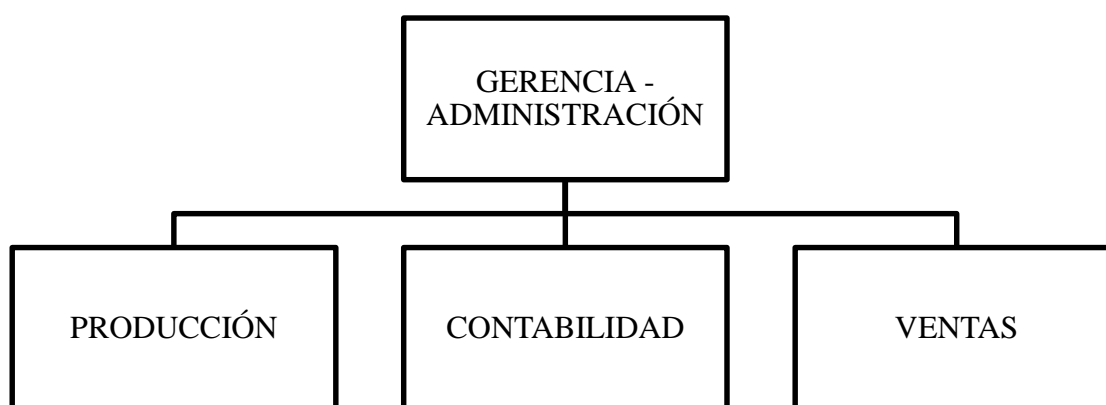 GERENCIA -
ADMINISTRACIÓN
PRODUCCIÓN
CONTABILIDAD
VENTAS